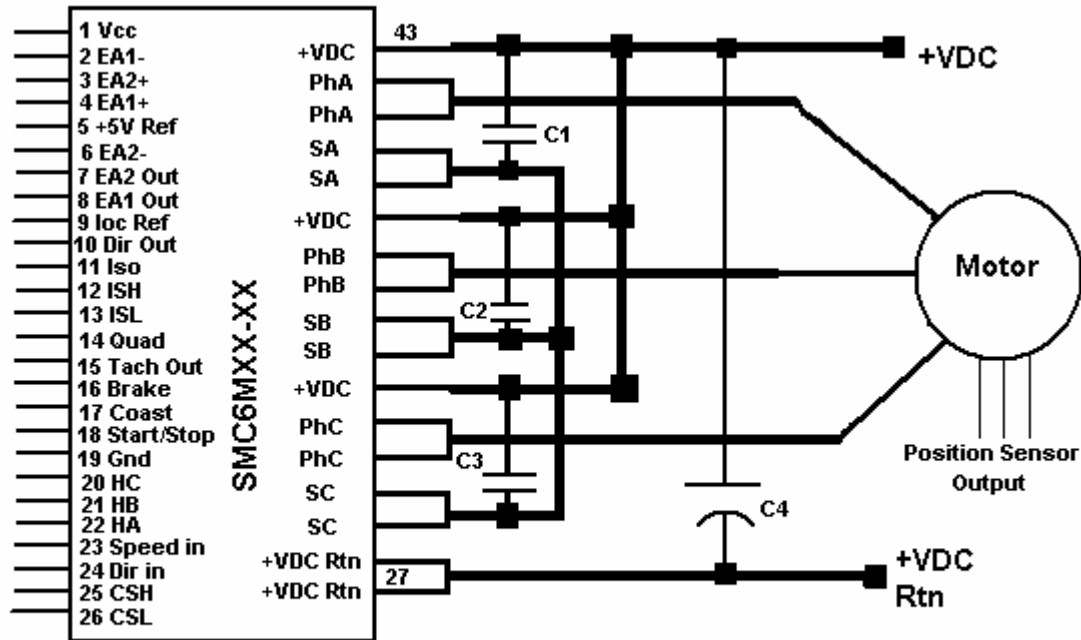 1 Vcc
2 EA1-
3 EA2+
4 EA1+
5 +5V Ref
6 EA2-
7 EA2 Out
8 EA1 Out
9 Ioc Ref
10 Dir Out
11 Iso
12 ISH
13 ISL
14 Quad
15 Tach Out
16 Brake
17 Coast
18 Start/Stop
19 Gnd
20 HC
21 HB
22 HA
23 Speed in
24 Dir in
25 CSH
26 CSL
SMC6MXX-XX
43
+VDC
PhA
PhA
SA
SA
+VDC
PhB
PhB
SB
SB
+VDC
PhC
PhC
SC
SC
+VDC Rtn
+VDC Rtn
27
C1
C2
C3
C4
+VDC
Motor
Position Sensor
Output
+VDC
Rtn